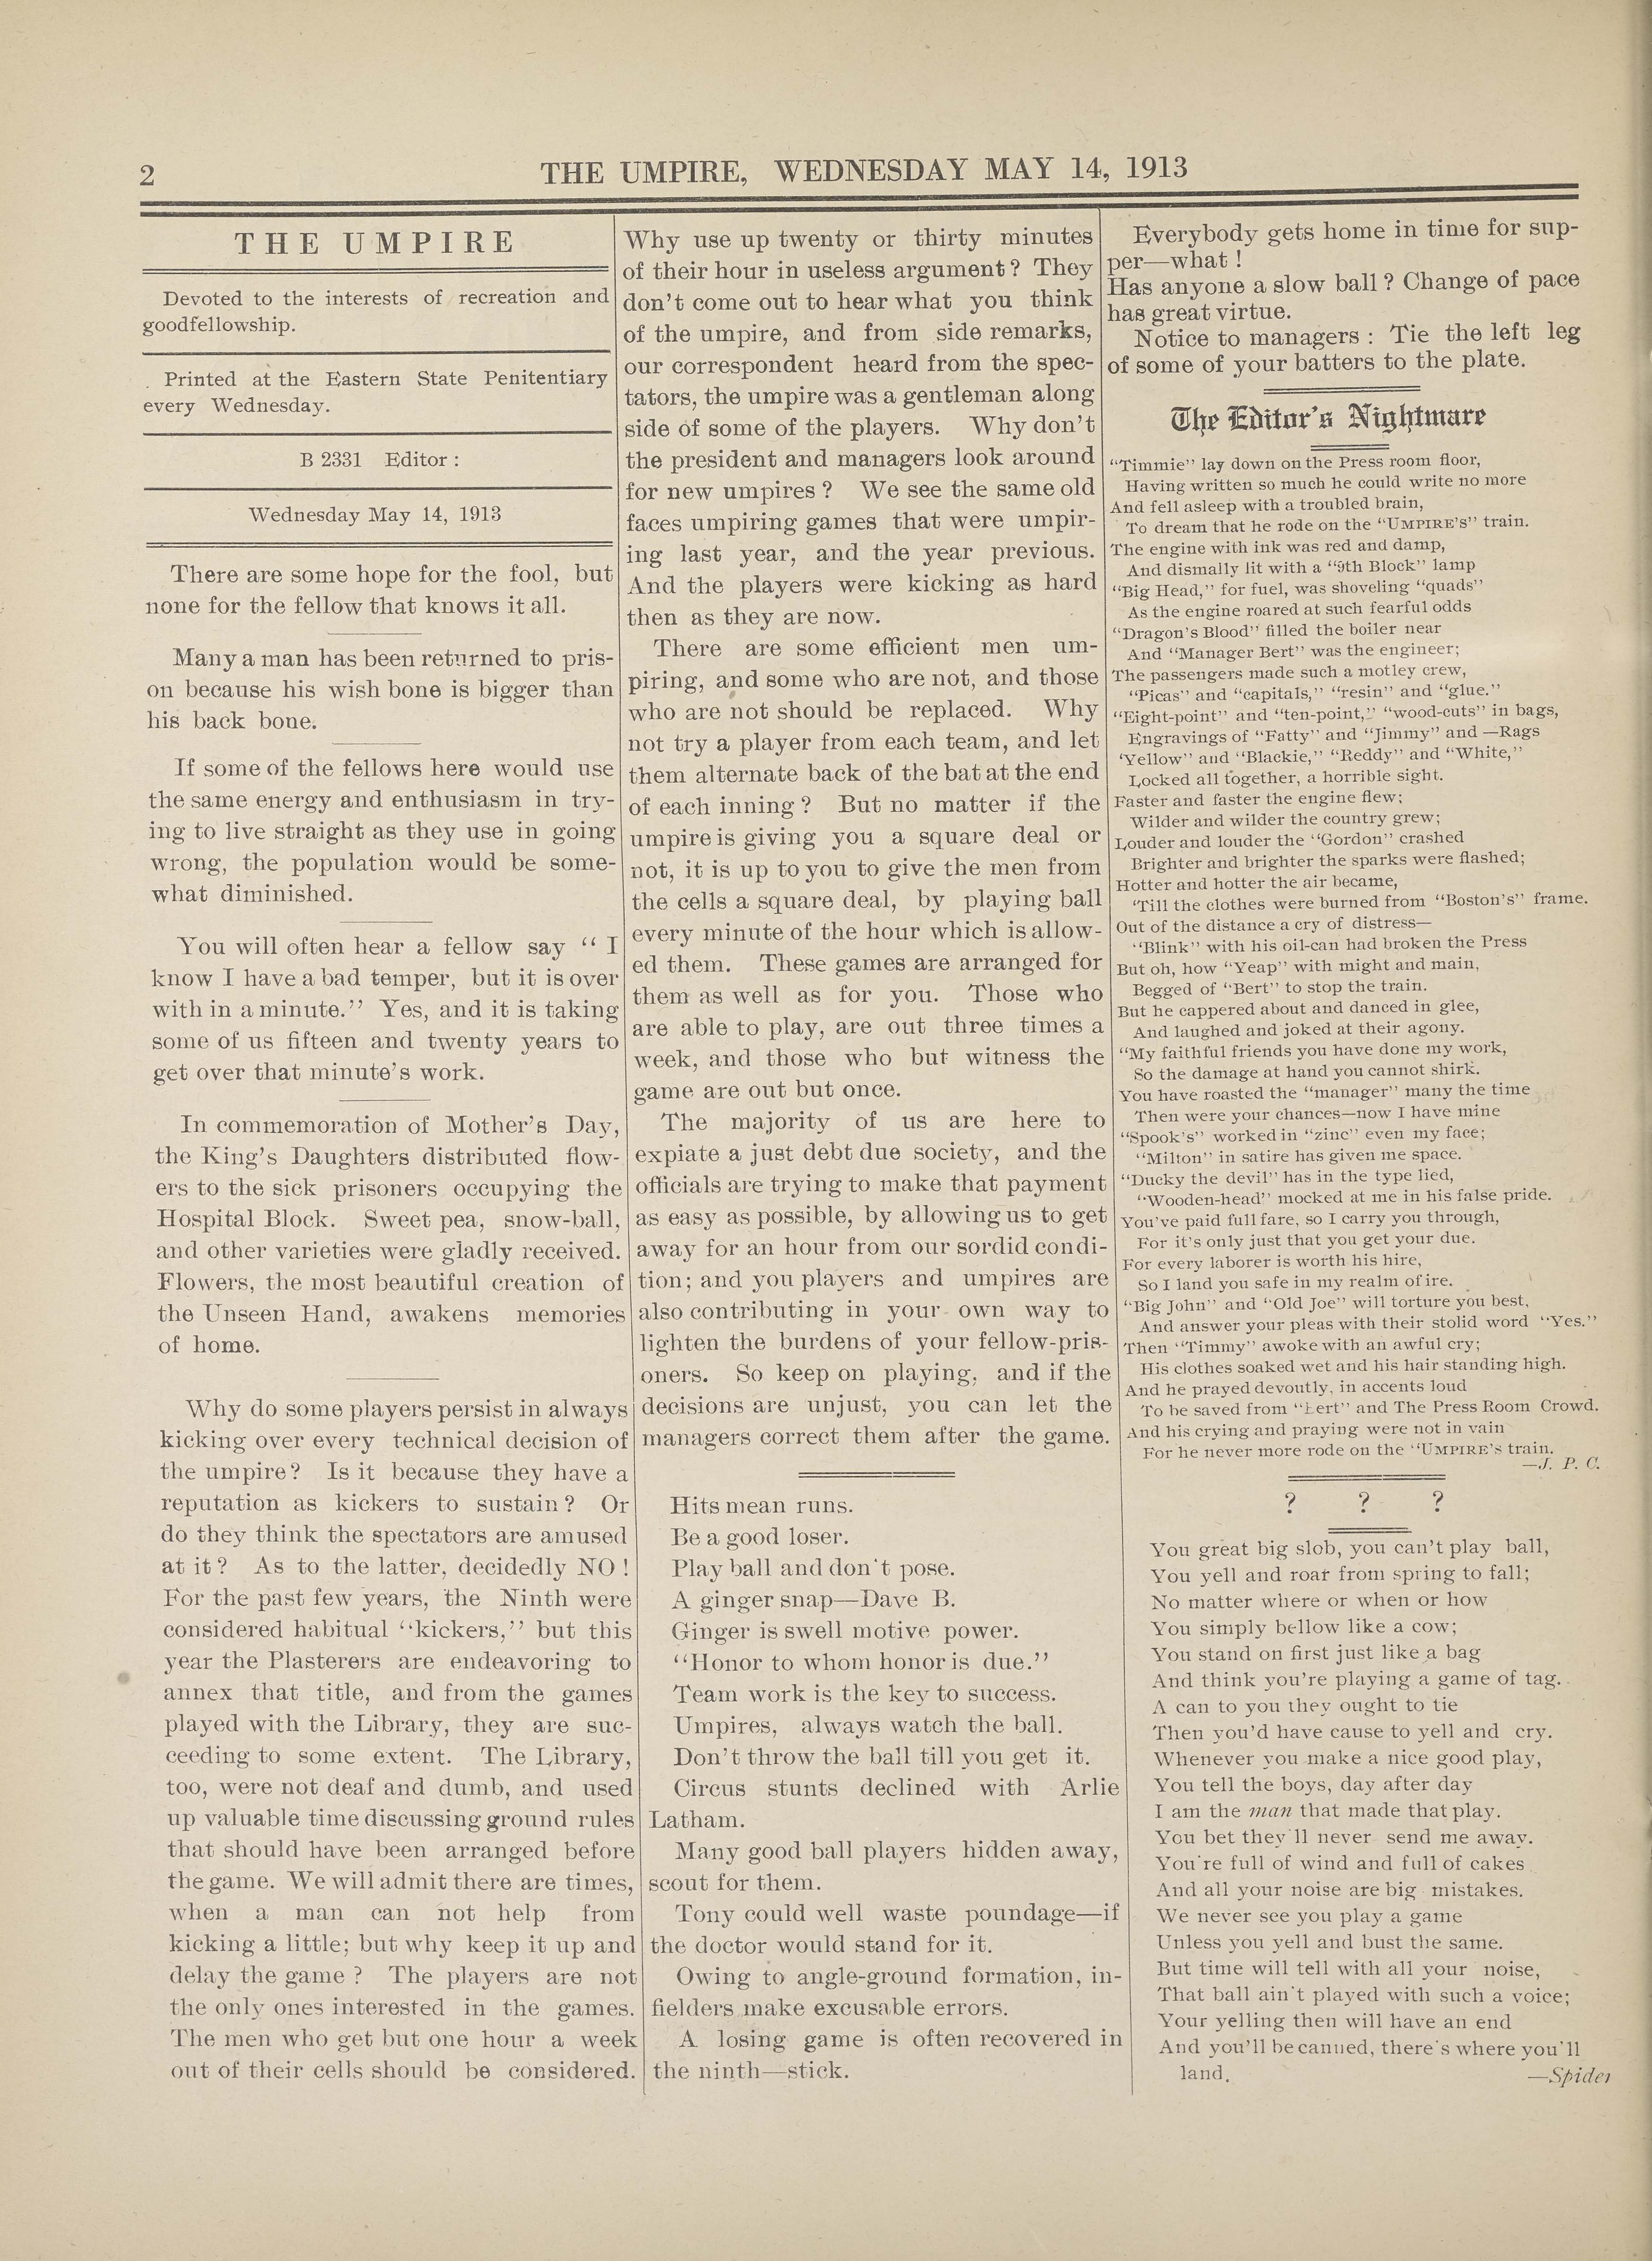 2
THE UMPIRE, WEDNESDAY MAY 14, 1913
THE UMPIRE
Devoted to the interests of recreation and
goodfellowship.
Printed at the Eastern State Penitentiary
every Wednesday.
B 2331 Editor :
Wednesday May 14, 1913
There are some hope for the fool, but
none for the fellow that knows it all.
Many a man has been returned to pris-
on because his wish bone is bigger than
his back bone.
If some of the fellows here would use
the same energy and enthusiasm in try-
ing to live straight as they use in going
wrong, the population would be some-
what diminished.
You will often hear a fellow say “ I
know I have a bad temper, but it is over
with in a minute.” Yes, and it is taking
some of us fifteen and twenty years to
get over that minute's work.
In commemoration of Mother's Day,
the King's Daughters distributed flow-
ers to the sick prisoners occupying the
Hospital Block. Sweet pea, snow-ball,
and other varieties were gladly received.
Flowers, the most beautiful creation of
the Unseen Hand, awakens memories
of home.
Why do some players persist in always
kicking over every technical decision of
the umpire? Is it because they have a
reputation as kickers to sustain? Or
do they think the spectators are amused
at it? As to the latter, decidedly NO!
For the past few years, the Ninth were
considered habitual “kickers,” but this
year the Plasterers are endeavoring to
annex that title, and from the games
played with the Library, they are suc-
ceeding to some extent. The Library,
too, were not deaf and dumb, and used
up valuable time discussing ground rules
that should have been arranged before
the game. We will admit there are times,
when a man can not help from
kicking a little; but why keep it up and
delay the game ? The players are not
the only ones interested in the games.
The men who get but one hour a week
out of their cells should be considered.
Why use up twenty or thirty minutes
of their hour in useless argument? They
don't come out to hear what you think
of the umpire, and from side remarks,
our correspondent heard from the spec-
tators, the umpire was a gentleman along
side of some of the players. Why don't
the president and managers look around
for new umpires ? We see the same old
faces umpiring games that were umpir-
ing last year, and the year previous.
And the players were kicking as hard
then as they are now.
There are some efficient men um-
piring, and some who are not, and those
who are not should be replaced. Why
not try a player from each team, and let
them alternate back of the bat at the end
of each inning ? But no matter if the
umpire is giving you a square deal or
not, it is up to you to give the men from
the cells a square deal, by playing ball
every minute of the hour which is allow-
ed them. These games are arranged for
them as well as for you. Those who
are able to play, are out three times a
week, and those who but witness the
game are out but once.
The majority of us are here to
expiate a just debt due society, and the
officials are trying to make that payment
as easy as possible, by allowing us to get
away for an hour from our sordid condi-
tion; and you players and umpires are
also contributing in your own way to
lighten the burdens of your fellow-pris-
oners. So keep on playing, and if the
decisions are unjust, you can let the
managers correct them after the game.
Hits mean runs.
Be a good loser.
Play ball and don't pose.
A ginger snap—Dave B.
Ginger is swell motive power.
“Honor to whom honor is due.”
Team work is the key to success.
Umpires, always watch the ball.
Don't throw the ball till you get it.
Circus stunts declined with Arlie
Latham.
Many good ball players hidden away,
scout for them.
Tony could well waste poundage—if
the doctor would stand for it.
Owing to angle-ground formation, in-
fielders make excusable errors.
A losing game is often recovered in
the ninth—stick.
Everybody gets home in time for sup-
per—what !
Has anyone a slow ball ? Change of pace
has great virtue.
Notice to managers : Tie the left leg
of some of your batters to the plate.
The Editor's Nightmare
“Timmie” lay down on the Press room floor,
Having written so much he could write no more
And fell asleep with a troubled brain,
To dream that he rode on the “UMPIRE'S” train.
The engine with ink was red and damp,
And dismally lit with a “9th Block” lamp
“Big Head,” for fuel, was shoveling “quads”
As the engine roared at such fearful odds
“Dragon's Blood” filled the boiler near
And “Manager Bert” was the engineer;
The passengers made such a motley crew,
“Picas” and “capitals,” “resin” and “glue.”
“Eight-point” and “ten-point,” “wood-cuts” in bags,
Engravings of “Fatty” and “Jimmy” and —Rags
'Yellow” and “Blackie,” “Reddy” and “White,”
Locked all together, a horrible sight.
Faster and faster the engine flew;
Wilder and wilder the country grew;
Louder and louder the “Gordon” crashed
Brighter and brighter the sparks were flashed;
Hotter and hotter the air became,
'Till the clothes were burned from “Boston's” frame.
Out of the distance a cry of distress—
“Blink” with his oil-can had broken the Press
But oh, how “Yeap” with might and main,
Begged of “Bert” to stop the train.
But he cappered about and danced in glee,
And laughed and joked at their agony.
“My faithful friends you have done my work,
So the damage at hand you cannot shirk.
You have roasted the “manager” many the time
Then were your chances—now I have mine
“Spook's” worked in “zinc” even my face;
“Milton” in satire has given me space.
“Ducky the devil” has in the type lied,
“Wooden-head” mocked at me in his false pride.
You've paid full fare, so I carry you through,
For it's only just that you get your due.
For every laborer is worth his hire,
So I land you safe in my realm of ire.
“Big John” and “Old Joe” will torture you best,
And answer your pleas with their stolid word “Yes.”
Then “Timmy” awoke with an awful cry;
His clothes soaked wet and his hair standing high.
And he prayed devoutly, in accents loud
To be saved from “Bert” and The Press Room Crowd.
And his crying and praying were not in vain
For he never more rode on the “UMPIRE's train.
—J. P. C.
? ? ?
You great big slob, you can't play ball,
You yell and roar from spring to fall;
No matter where or when or how
You simply bellow like a cow;
You stand on first just like a bag
And think you're playing a game of tag.
A can to you they ought to tie
Then you'd have cause to yell and cry.
Whenever you make a nice good play,
You tell the boys, day after day
I am the man that made that play.
You bet they'll never send me away.
You're full of wind and full of cakes
And all your noise are big mistakes.
We never see you play a game
Unless you yell and bust the same.
But time will tell with all your noise,
That ball ain't played with such a voice;
Your yelling then will have an end
And you'll be canned, there's where you'll
land.
—Spider